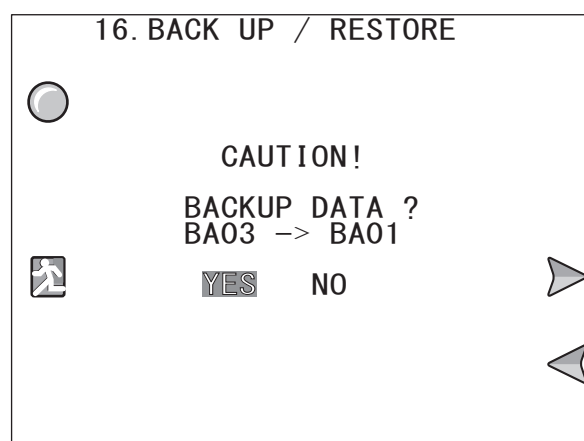 16. BACK UP / RESTORE
CAUTION!
BACKUP DATA ?
BA03 -> BA01
YES NO